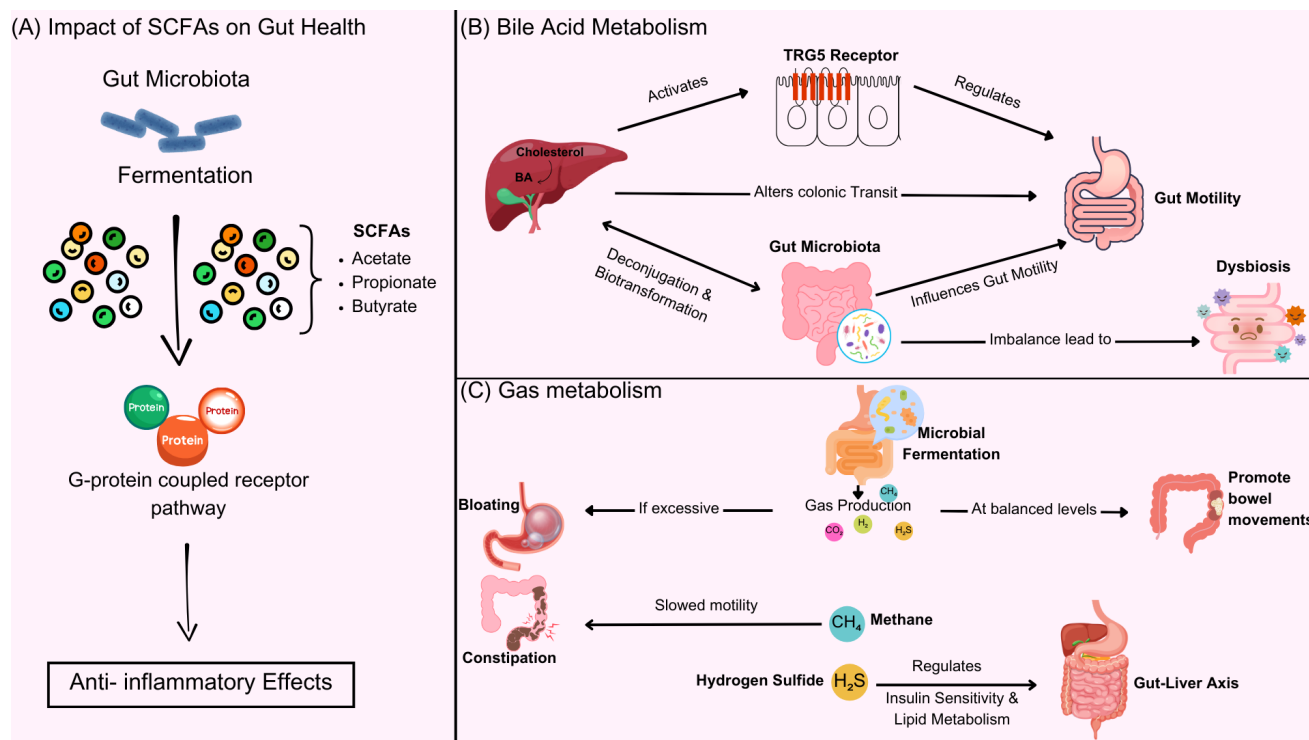 (A) Impact of SCFAs on Gut Health
Gut Microbiota
Fermentation
SCFAs
• Acetate
• Propionate
• Butyrate
Protein
Protein
Protein
G-protein coupled receptor
pathway
Anti- inflammatory Effects
(B) Bile Acid Metabolism
TRG5 Receptor
Activates
Regulates
Cholesterol
BA
Alters colonic Transit
Gut Motility
Deconjugation &
Biotransformation
Gut Microbiota
Influences Gut Motility
Dysbiosis
Imbalance lead to
(C) Gas metabolism
Microbial
Fermentation
CH₄
Gas Production
CO₂
H₂
H₂S
Bloating
If excessive
At balanced levels
Promote
bowel
movements
Slowed motility
CH₄
Methane
Constipation
Hydrogen Sulfide
H₂S
Regulates
Insulin Sensitivity &
Lipid Metabolism
Gut-Liver Axis